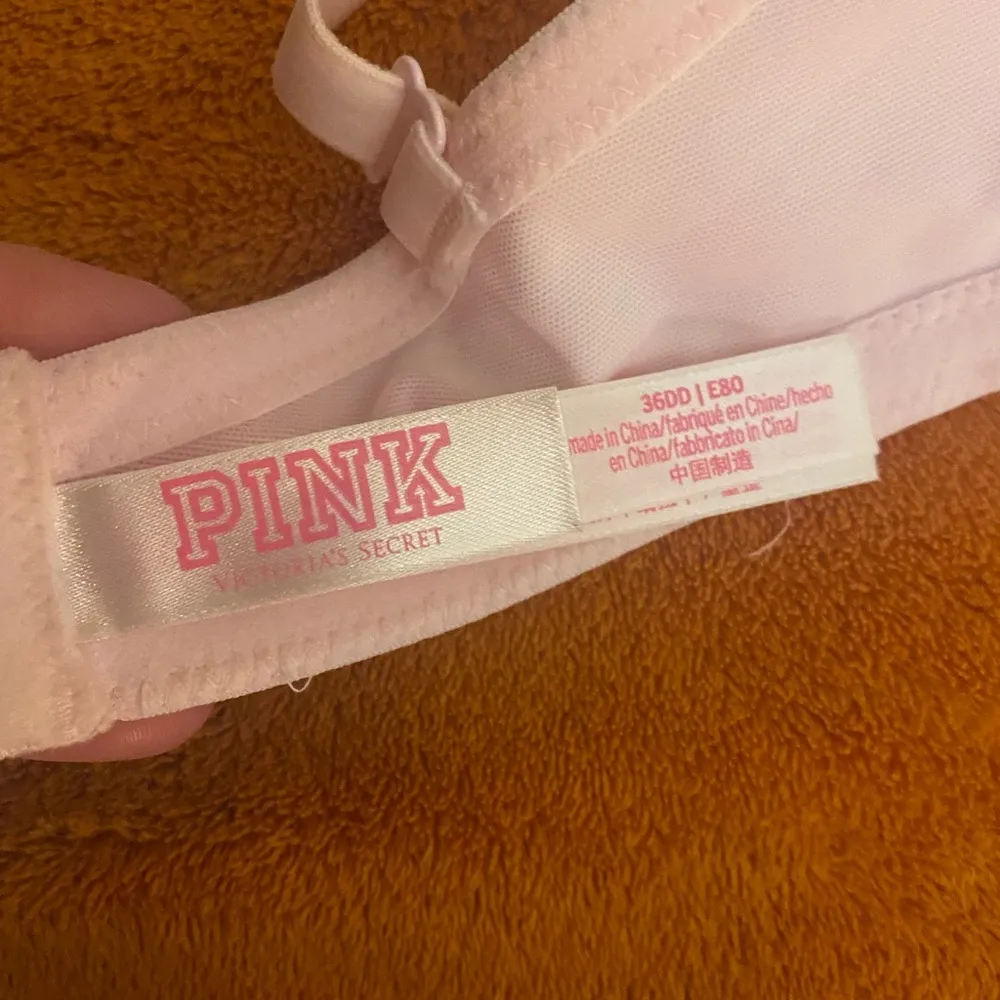 PINK
VICTORIA'S SECRET
36DD | E80
made in China/fabriqué en Chine/hecho
en China/fabbricato in Cina/
中国制造